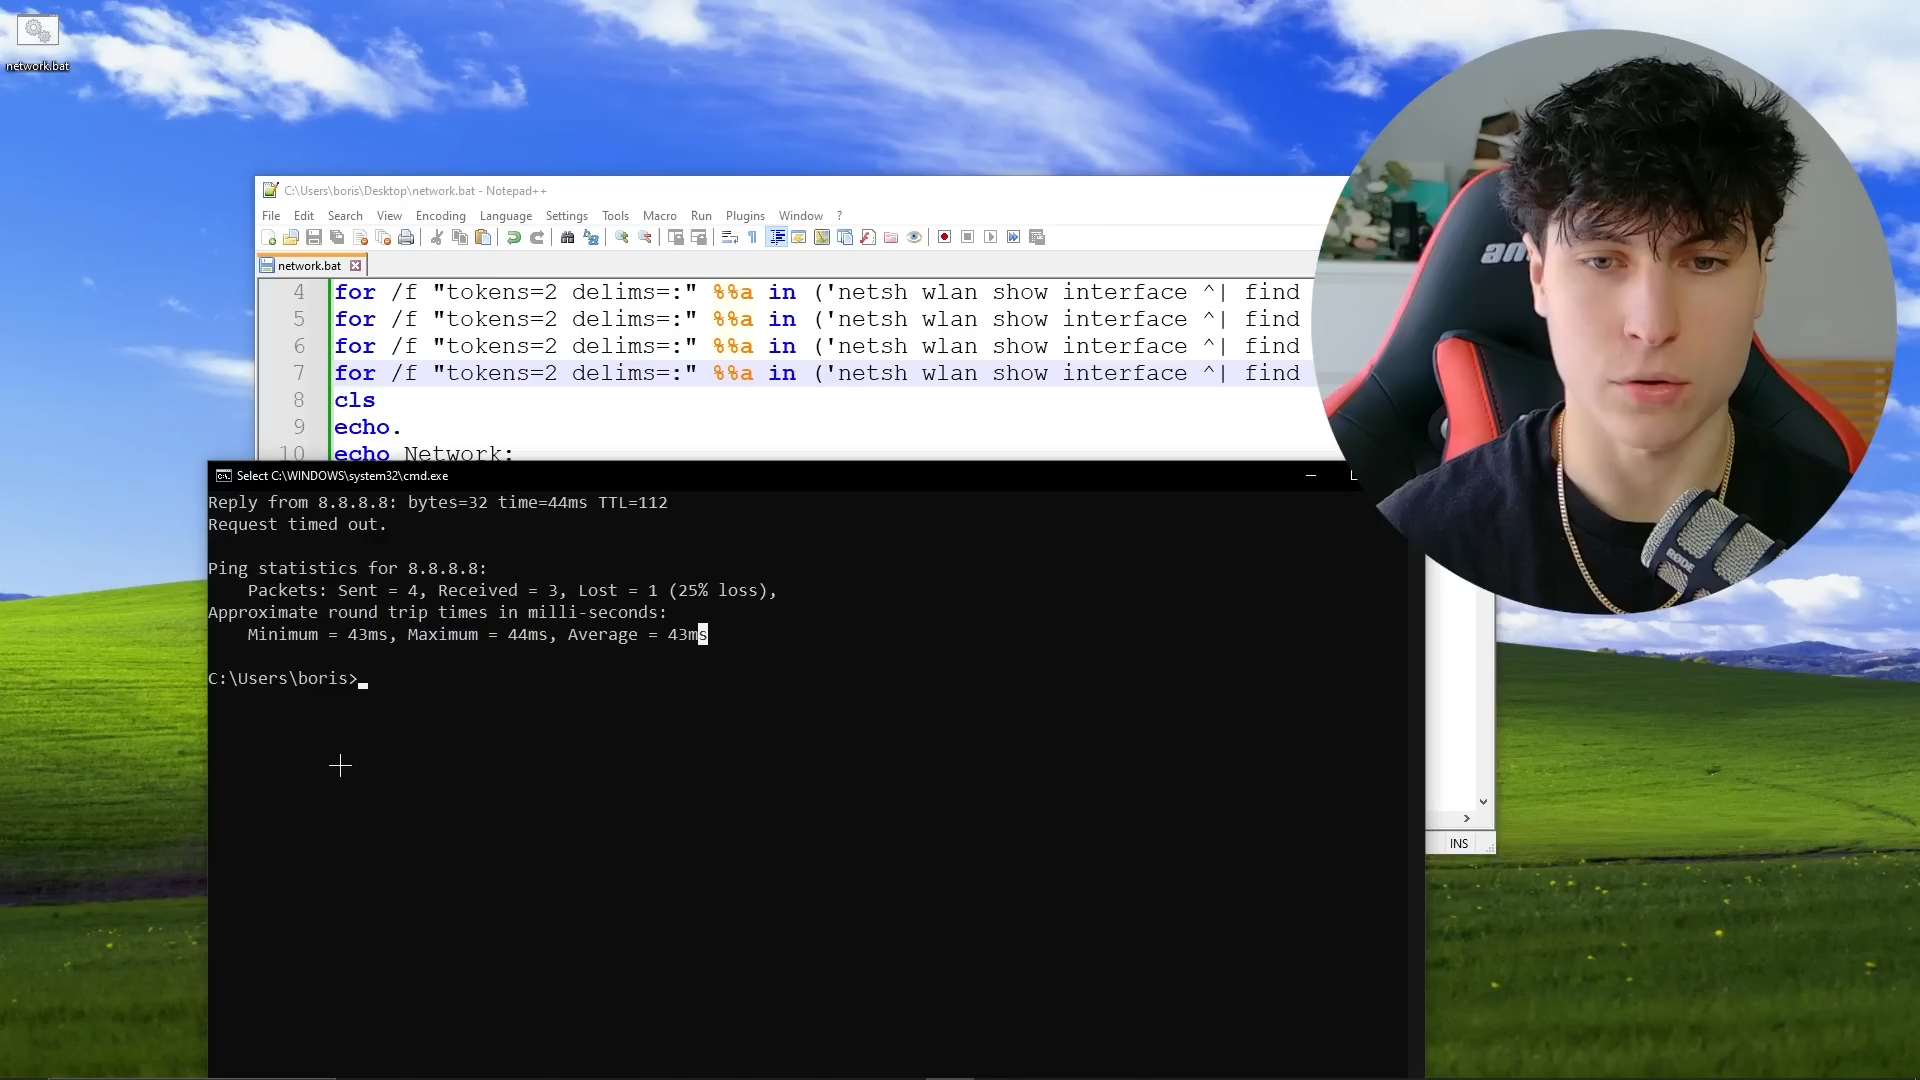 network.bat
C:\Users\boris\Desktop\network.bat - Notepad++
File Edit Search View Encoding Language Settings Tools Macro Run Plugins Window ?
network.bat
4 for /f "tokens=2 delims=:" %%a in ('netsh wlan show interface ^| find
5 for /f "tokens=2 delims=:" %%a in ('netsh wlan show interface ^| find
6 for /f "tokens=2 delims=:" %%a in ('netsh wlan show interface ^| find
7 for /f "tokens=2 delims=:" %%a in ('netsh wlan show interface ^| find
8 cls
9 echo.
10 echo Network:
Select C:\WINDOWS\system32\cmd.exe
Reply from 8.8.8.8: bytes=32 time=44ms TTL=112
Request timed out.
Ping statistics for 8.8.8.8:
Packets: Sent = 4, Received = 3, Lost = 1 (25% loss),
Approximate round trip times in milli-seconds:
Minimum = 43ms, Maximum = 44ms, Average = 43ms
C:\Users\boris>
INS
RØDE